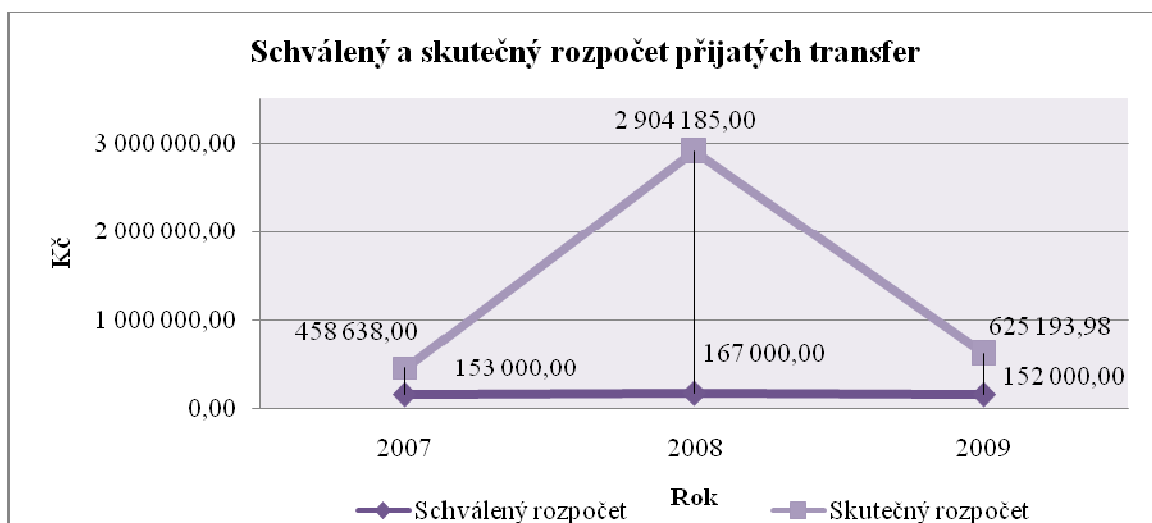 Schválený a skutečný rozpočet přijatých transfer
2 904 185,00
3 000 000,00
2 000 000,00
Kč
1 000 000,00
458 638,00
625 193,98
153 000,00
167 000,00
152 000,00
0,00
2007
2008
2009
Rok
Schválený rozpočet
Skutečný rozpočet